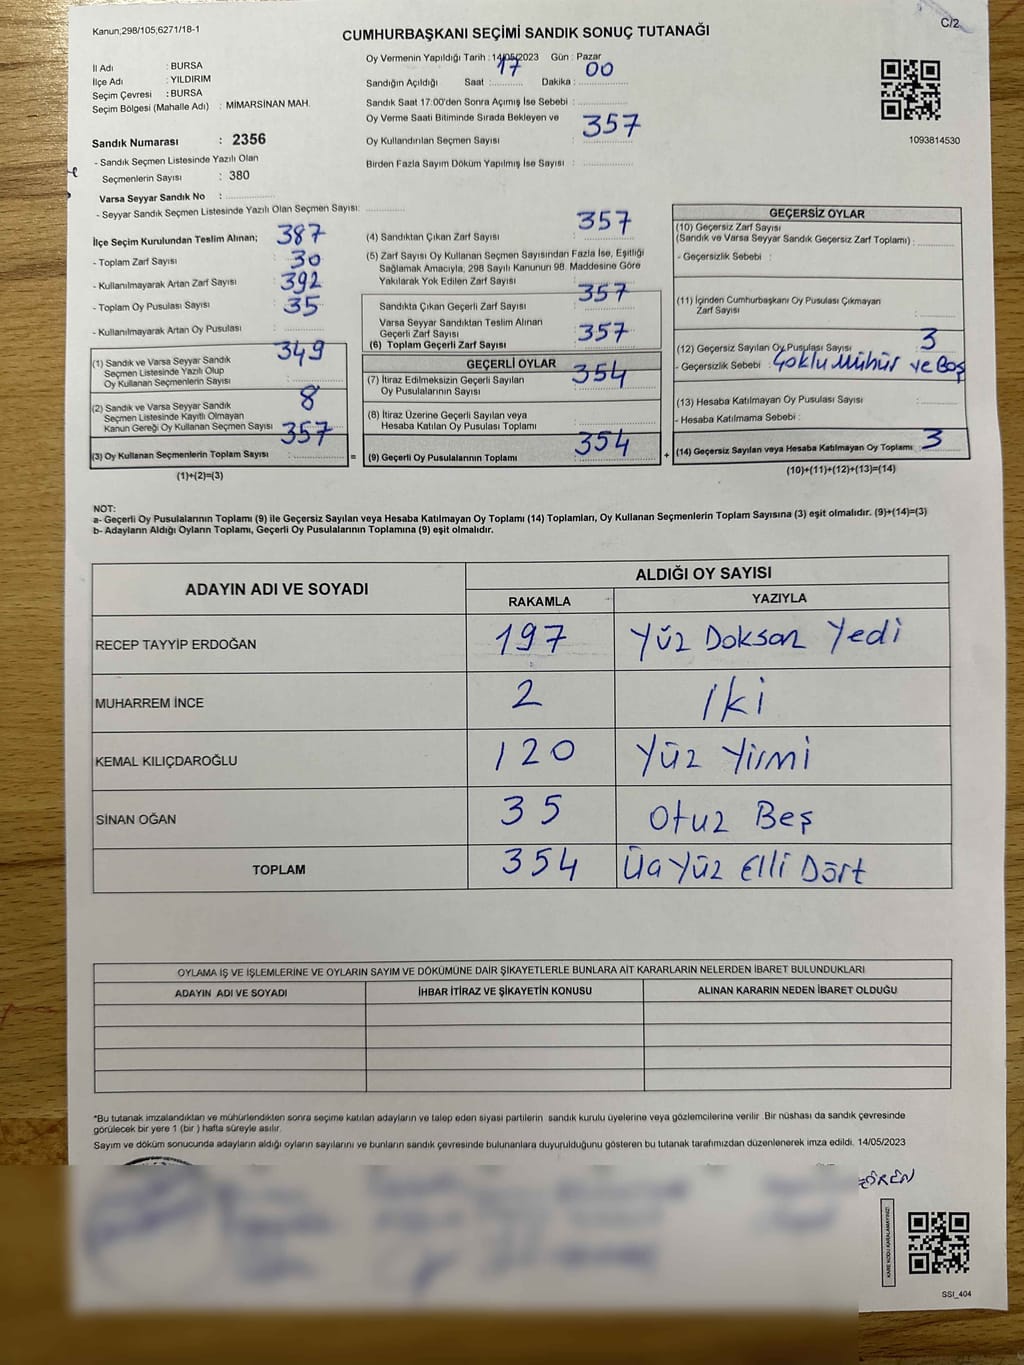 Kanun;298/105;6271/18-1
CUMHURBAŞKANI SEÇİMİ SANDIK SONUÇ TUTANAĞI
C/2
İl Adı : BURSA
İlçe Adı : YILDIRIM
Seçim Çevresi : BURSA
Seçim Bölgesi (Mahalle Adı) : MİMARSİNAN MAH.
Sandık Numarası : 2356
- Sandık Seçmen Listesinde Yazılı Olan
Seçmenlerin Sayısı : 380
Varsa Seyyar Sandık No :
- Seyyar Sandık Seçmen Listesinde Yazılı Olan Seçmen Sayısı:
Oy Vermenin Yapıldığı Tarih : 14/05/2023 Gün : Pazar
Sandığın Açıldığı Saat : 17 Dakika : 00
Sandık Saat 17:00'den Sonra Açımış İse Sebebi :
Oy Verme Saati Bitiminde Sırada Bekleyen ve
Oy Kullandırılan Seçmen Sayısı : 357
Birden Fazla Sayım Döküm Yapılmış İse Sayısı :
1093814530
İlçe Seçim Kurulundan Teslim Alınan;
- Toplam Zarf Sayısı : 387
- Kullanılmayarak Artan Zarf Sayısı : 30
- Toplam Oy Pusulası Sayısı : 392
- Kullanılmayarak Artan Oy Pusulası : 35
(1) Sandık ve Varsa Seyyar Sandık
Seçmen Listesinde Yazılı Olup
Oy Kullanan Seçmenlerin Sayısı : 349
(2) Sandık ve Varsa Seyyar Sandık
Seçmen Listesinde Kayıtlı Olmayan
Kanun Gereği Oy Kullanan Seçmen Sayısı : 8
(3) Oy Kullanan Seçmenlerin Toplam Sayısı : 357
(1)+(2)=(3)
(4) Sandıktan Çıkan Zarf Sayısı : 357
(5) Zarf Sayısı Oy Kullanan Seçmen Sayısından Fazla İse, Eşitliği
Sağlamak Amacıyla, 298 Sayılı Kanunun 98. Maddesine Göre
Yakılarak Yok Edilen Zarf Sayısı :
Sandıkta Çıkan Geçerli Zarf Sayısı : 357
Varsa Seyyar Sandıktan Teslim Alınan
Geçerli Zarf Sayısı :
(6) Toplam Geçerli Zarf Sayısı : 357
GEÇERLİ OYLAR
(7) İtiraz Edilmeksizin Geçerli Sayılan
Oy Pusulasının Sayısı : 354
(8) İtiraz Üzerine Geçerli Sayılan veya
Hesaba Katılan Oy Pusulası Toplamı :
= (9) Geçerli Oy Pusulalarının Toplamı : 354
GEÇERSİZ OYLAR
(10) Geçersiz Zarf Sayısı
(Sandık ve Varsa Seyyar Sandık Geçersiz Zarf Toplamı) :
- Geçersizlik Sebebi :
(11) İçinden Cumhurbaşkanı Oy Pusulası Çıkmayan
Zarf Sayısı :
(12) Geçersiz Sayılan Oy Pusulası Sayısı : 3
- Geçersizlik Sebebi : Çoklu Mühür ve Boş
(13) Hesaba Katılmayan Oy Pusulası Sayısı :
- Hesaba Katılmama Sebebi :
+ (14) Geçersiz Sayılan veya Hesaba Katılmayan Oy Toplamı : 3
(10)+(11)+(12)+(13)=(14)
NOT:
a- Geçerli Oy Pusulalarının Toplamı (9) ile Geçersiz Sayılan veya Hesaba Katılmayan Oy Toplamı (14) Toplamları, Oy Kullanan Seçmenlerin Toplam Sayısına (3) eşit olmalıdır. (9)+(14)=(3)
b- Adayların Aldığı Oyların Toplamı, Geçerli Oy Pusulalarının Toplamına (9) eşit olmalıdır.
ADAYIN ADI VE SOYADI ALDIĞI OY SAYISI
RAKAMLA YAZIYLA
RECEP TAYYİP ERDOĞAN 197 Yüz Doksan Yedi
MUHARREM İNCE 2 İki
KEMAL KILIÇDAROĞLU 120 Yüz Yirmi
SİNAN OĞAN 35 Otuz Beş
TOPLAM 354 Üç Yüz Elli Dört
OYLAMA İŞ VE İŞLEMLERİNE VE OYLARIN SAYIM VE DÖKÜMÜNE DAİR ŞİKAYETLERLE BUNLARA AİT KARARLARIN NELERDEN İBARET BULUNDUKLARI
ADAYIN ADI VE SOYADI İHBAR İTİRAZ VE ŞİKAYETİN KONUSU ALINAN KARARIN NEDEN İBARET OLDUĞU
*Bu tutanak imzalandıktan ve mühürlendikten sonra seçime katılan adayların ve talep eden siyasi partilerin sandık kurulu üyelerine veya gözlemcilerine verilir .Bir nüshası da sandık çevresinde
görülecek bir yere 1 (bir ) hafta süreyle asılır.
Sayım ve döküm sonucunda adayların aldığı oyların sayılarını ve bunların sandık çevresinde bulunanlara duyurulduğunu gösteren bu tutanak tarafımızdan düzenlenerek imza edildi. 14/05/2023
KARE KODU KARALAMAYINIZ!
SSI_404